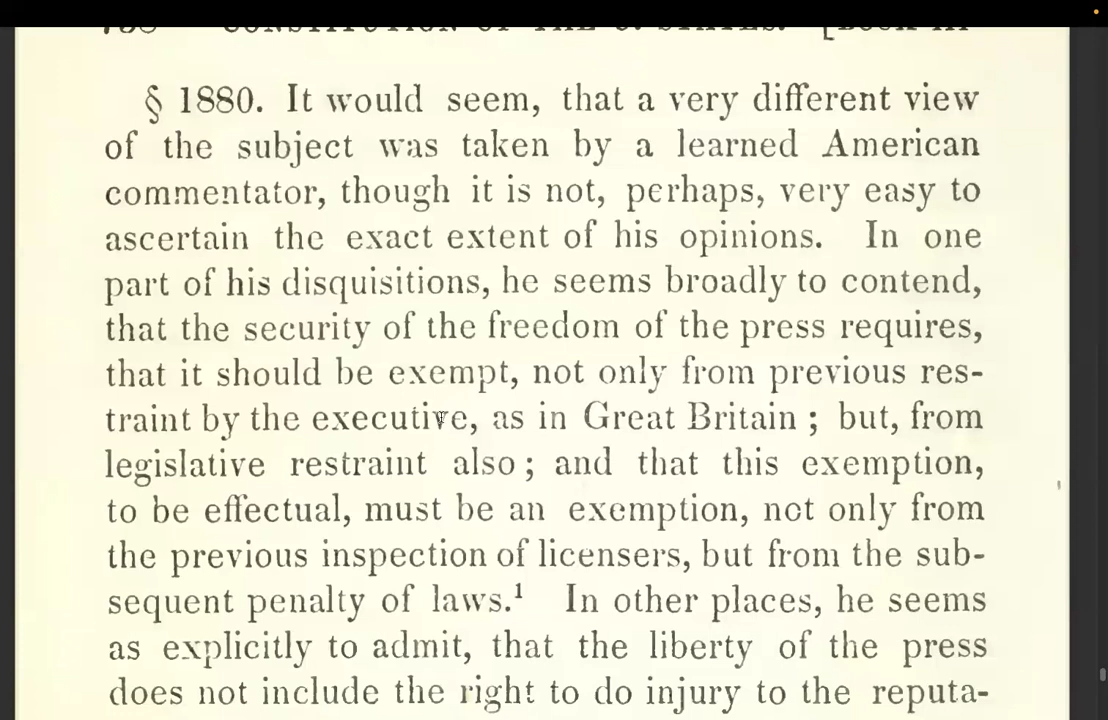 § 1880. It would seem, that a very different view
of the subject was taken by a learned American
commentator, though it is not, perhaps, very easy to
ascertain the exact extent of his opinions. In one
part of his disquisitions, he seems broadly to contend,
that the security of the freedom of the press requires,
that it should be exempt, not only from previous res-
traint by the executive, as in Great Britain ; but, from
legislative restraint also ; and that this exemption,
to be effectual, must be an exemption, not only from
the previous inspection of licensers, but from the sub-
sequent penalty of laws.¹ In other places, he seems
as explicitly to admit, that the liberty of the press
does not include the right to do injury to the reputa-